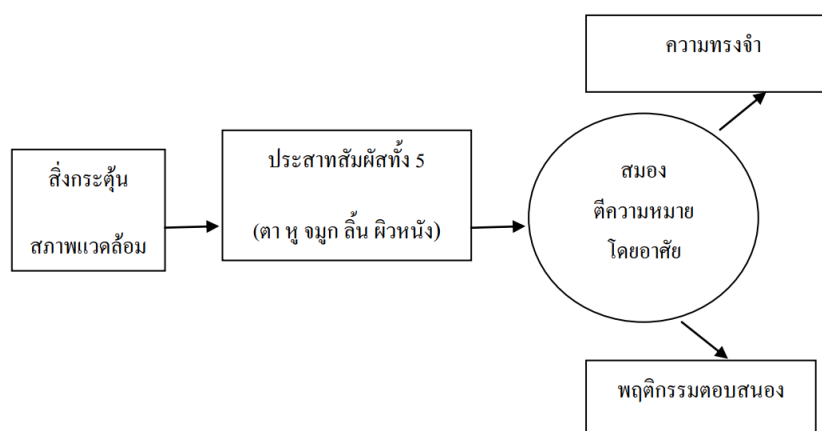 ความทรงจำ
สิ่งกระตุ้น
สภาพแวดล้อม
ประสาทสัมผัสทั้ง 5
(ตา หู จมูก ลิ้น ผิวหนัง)
สมอง
ตีความหมาย
โดยอาศัย
พฤติกรรมตอบสนอง